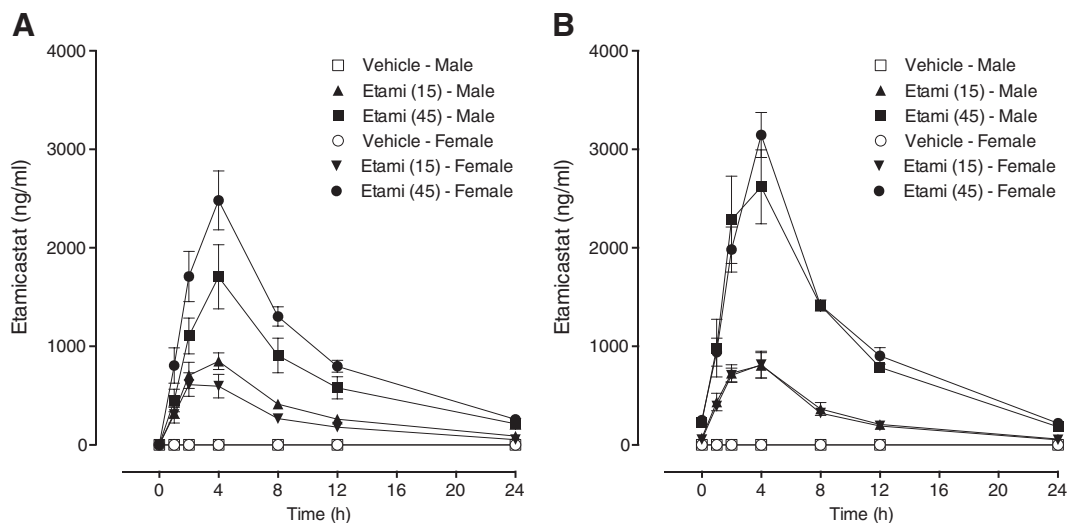 A
4000
3000
2000
1000
0
Etamicastat (ng/ml)
Vehicle - Male
Etami (15) - Male
Etami (45) - Male
Vehicle - Female
Etami (15) - Female
Etami (45) - Female
0 4 8 12 16 20 24
Time (h)
B
4000
3000
2000
1000
0
Etamicastat (ng/ml)
Vehicle - Male
Etami (15) - Male
Etami (45) - Male
Vehicle - Female
Etami (15) - Female
Etami (45) - Female
0 4 8 12 16 20 24
Time (h)